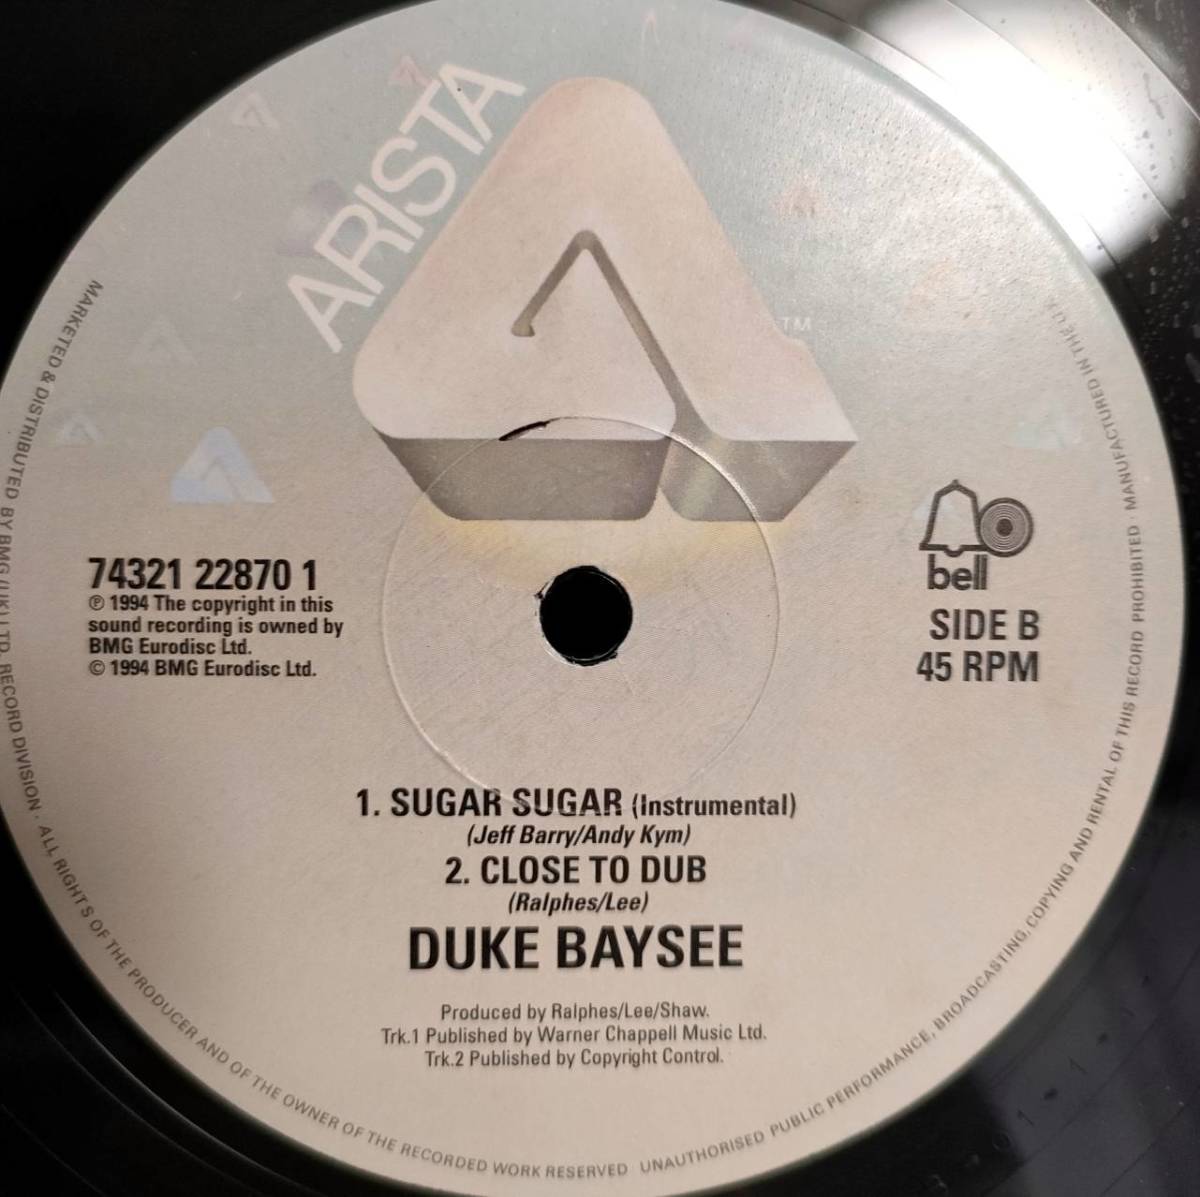 ARISTA
TM
74321 22870 1
℗ 1994 The copyright in this
sound recording is owned by
BMG Eurodisc Ltd.
© 1994 BMG Eurodisc Ltd.
bell
SIDE B
45 RPM
1. SUGAR SUGAR (Instrumental)
(Jeff Barry/Andy Kym)
2. CLOSE TO DUB
(Ralphes/Lee)
DUKE BAYSEE
Produced by Ralphes/Lee/Shaw.
Trk.1 Published by Warner Chappell Music Ltd.
Trk.2 Published by Copyright Control.
MARKETED & DISTRIBUTED BY BMG (UK) LTD. RECORD DIVISION · ALL RIGHTS OF THE PRODUCER AND OF THE OWNER OF THE RECORDED WORK RESERVED · UNAUTHORISED PUBLIC PERFORMANCE, BROADCASTING, COPYING AND RENTAL OF THIS RECORD PROHIBITED · MANUFACTURED IN THE U.K.